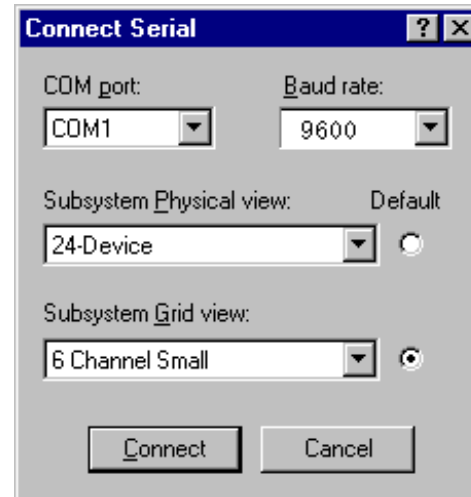 Connect Serial
COM port: Baud rate:
COM1 9600
Subsystem Physical view: Default
24-Device
Subsystem Grid view:
6 Channel Small
Connect Cancel